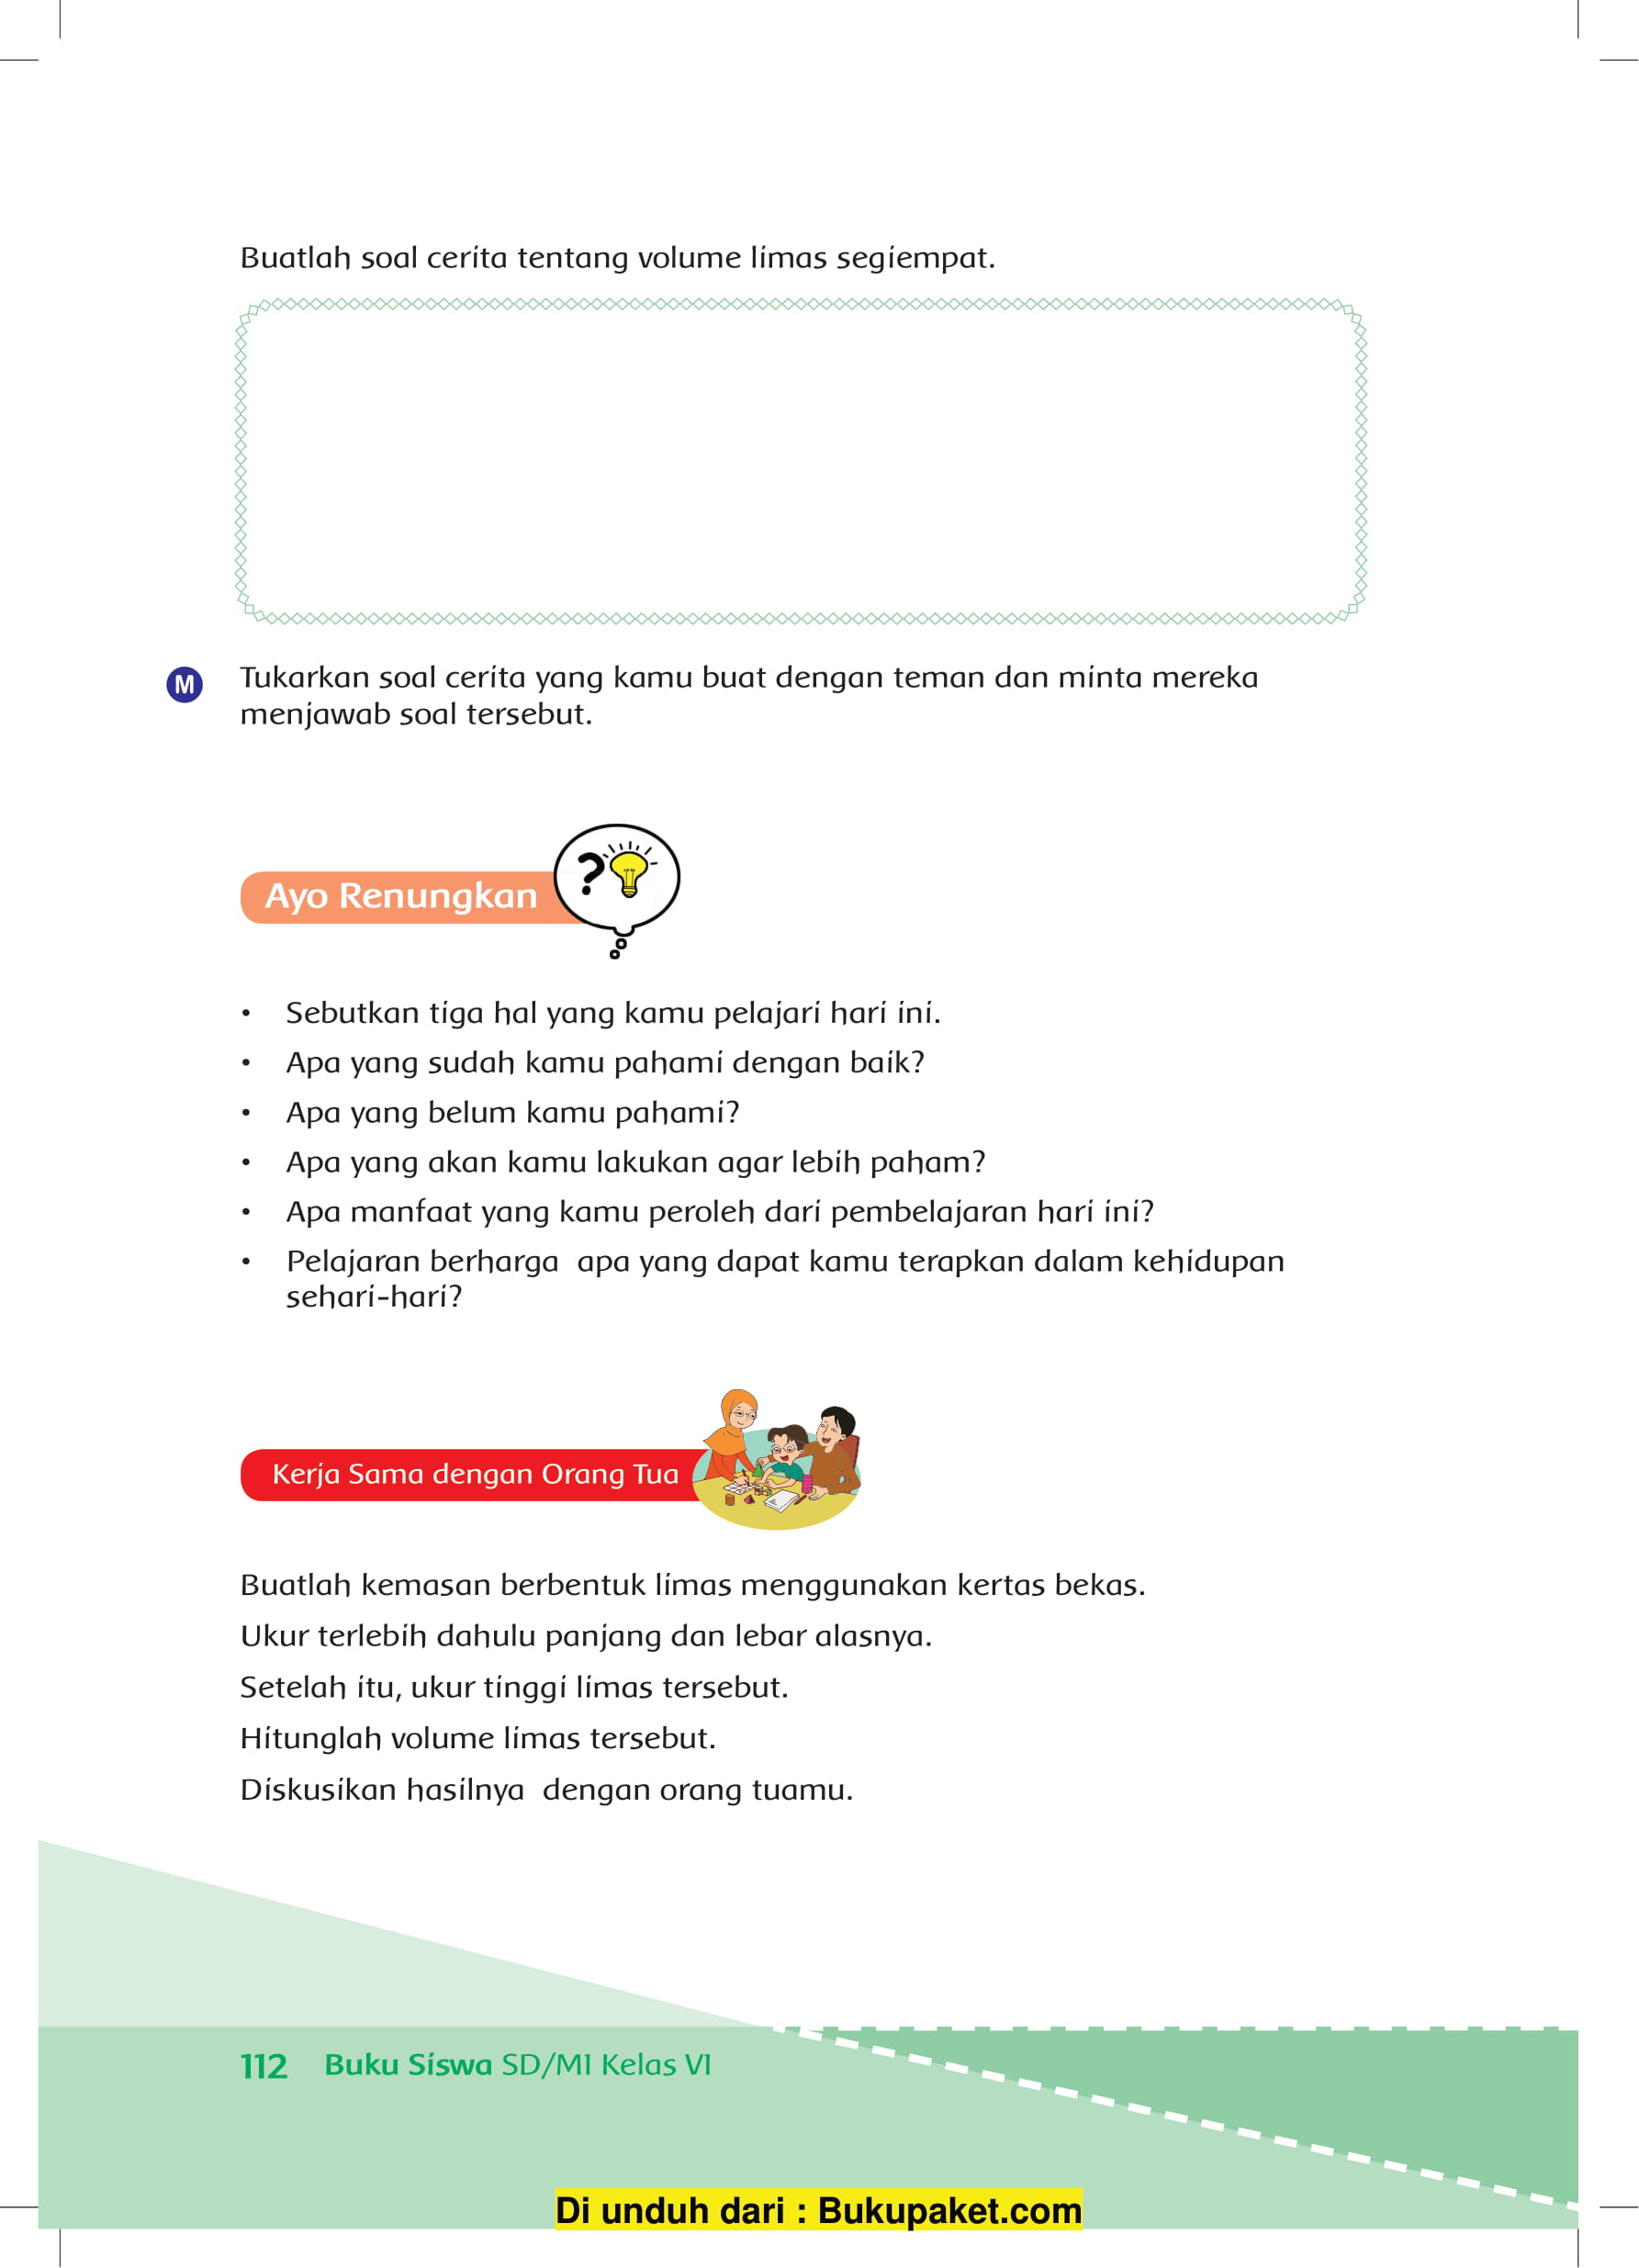 Buatlah soal cerita tentang volume limas segiempat.
M
Tukarkan soal cerita yang kamu buat dengan teman dan minta mereka
menjawab soal tersebut.
?
Ayo Renungkan
• Sebutkan tiga hal yang kamu pelajari hari ini.
• Apa yang sudah kamu pahami dengan baik?
• Apa yang belum kamu pahami?
• Apa yang akan kamu lakukan agar lebih paham?
• Apa manfaat yang kamu peroleh dari pembelajaran hari ini?
• Pelajaran berharga  apa yang dapat kamu terapkan dalam kehidupan
sehari-hari?
Kerja Sama dengan Orang Tua
Buatlah kemasan berbentuk limas menggunakan kertas bekas.
Ukur terlebih dahulu panjang dan lebar alasnya.
Setelah itu, ukur tinggi limas tersebut.
Hitunglah volume limas tersebut.
Diskusikan hasilnya  dengan orang tuamu.
112 Buku Siswa SD/MI Kelas VI
Di unduh dari : Bukupaket.com